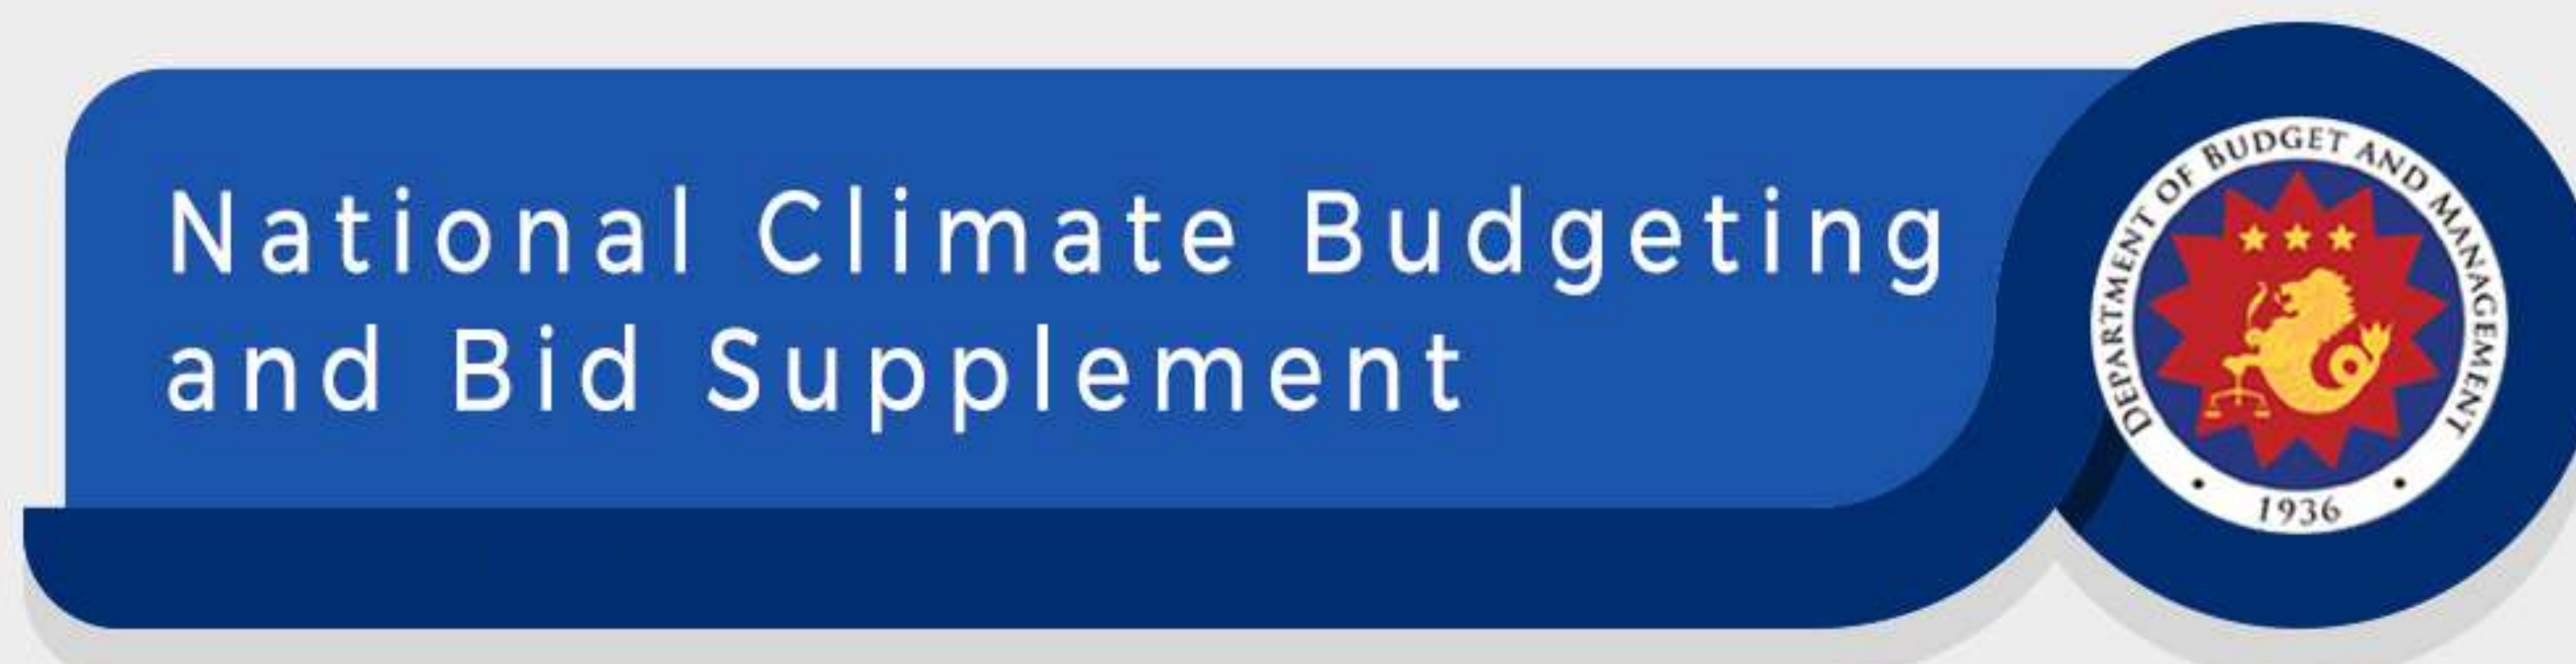 National Climate Budgeting
and Bid Supplement
DEPARTMENT OF BUDGET AND MANAGEMENT
1936